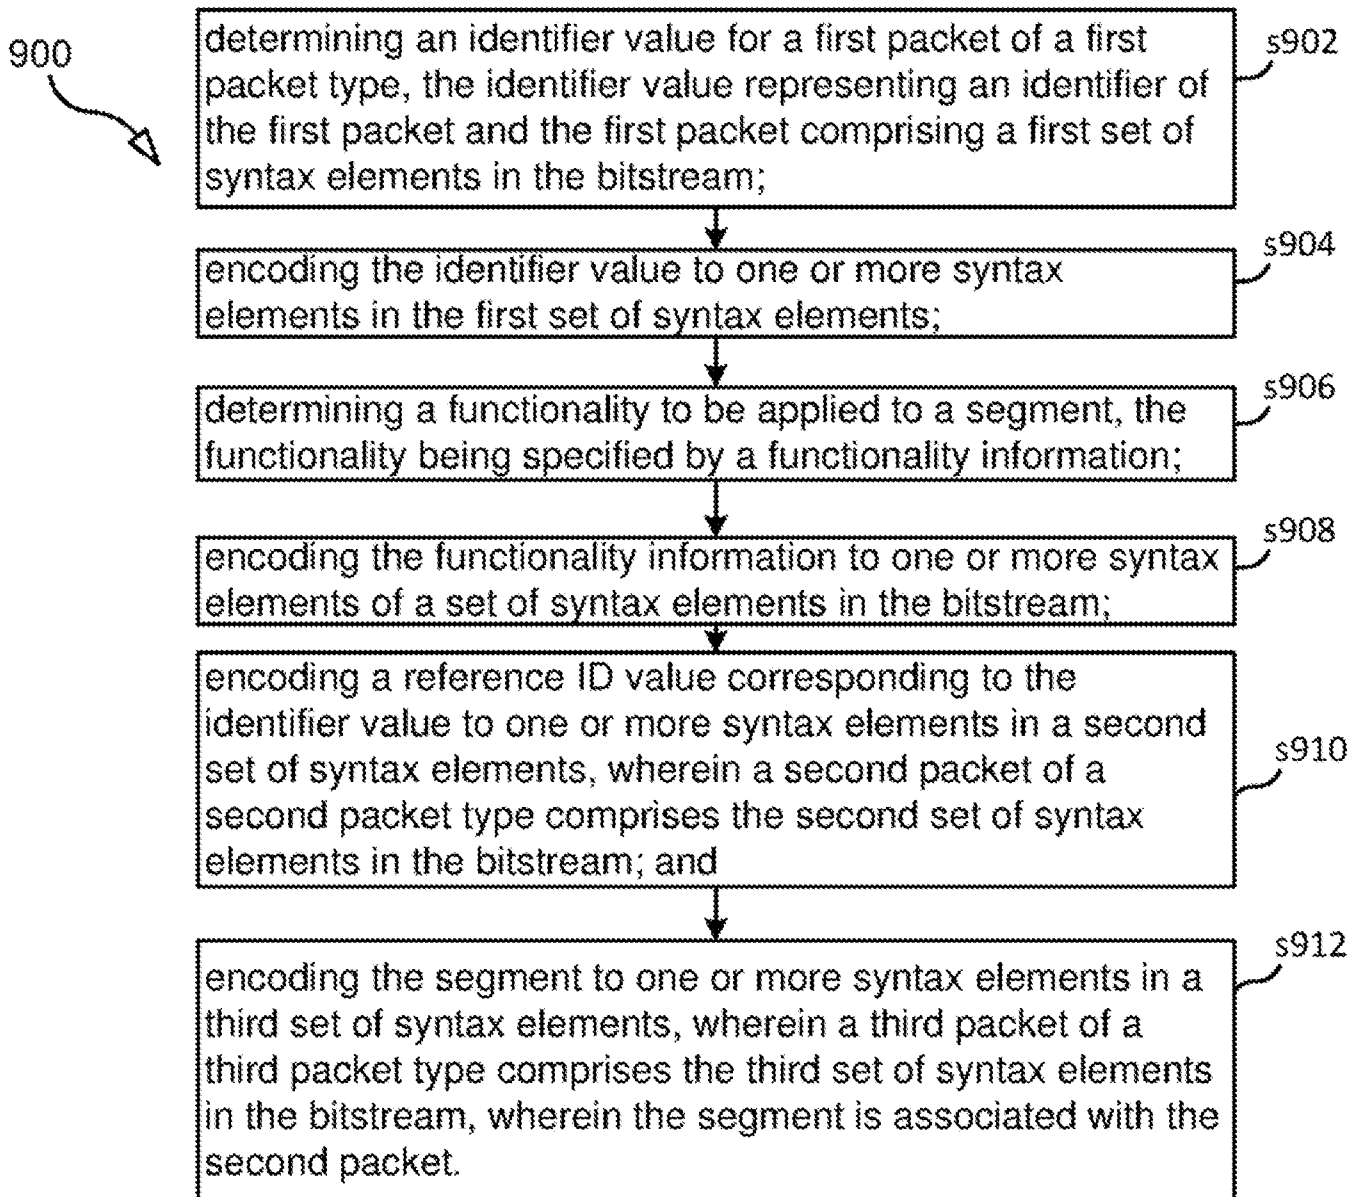 900
determining an identifier value for a first packet of a first
packet type, the identifier value representing an identifier of
the first packet and the first packet comprising a first set of
syntax elements in the bitstream;
s902
encoding the identifier value to one or more syntax
elements in the first set of syntax elements;
s904
determining a functionality to be applied to a segment, the
functionality being specified by a functionality information;
s906
encoding the functionality information to one or more syntax
elements of a set of syntax elements in the bitstream;
s908
encoding a reference ID value corresponding to the
identifier value to one or more syntax elements in a second
set of syntax elements, wherein a second packet of a
second packet type comprises the second set of syntax
elements in the bitstream; and
s910
encoding the segment to one or more syntax elements in a
third set of syntax elements, wherein a third packet of a
third packet type comprises the third set of syntax elements
in the bitstream, wherein the segment is associated with the
second packet.
s912